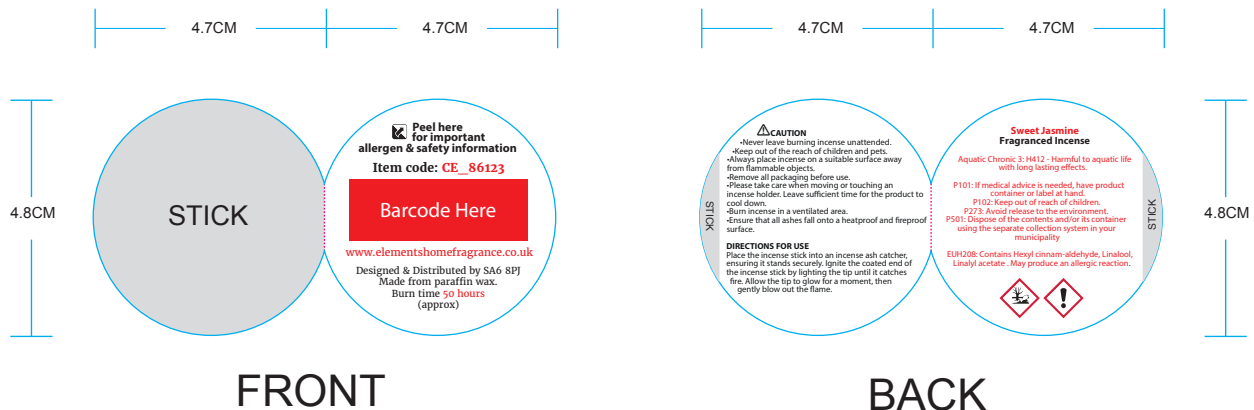 4.7CM
4.7CM
4.8CM
STICK
Peel here
for important
allergen & safety information
Item code: CE_86123
Barcode Here
www.elementshomefragrance.co.uk
Designed & Distributed by SA6 8PJ
Made from paraffin wax.
Burn time 50 hours
(approx)
FRONT
4.7CM
4.7CM
STICK
CAUTION
•Never leave burning incense unattended.
•Keep out of the reach of children and pets.
•Always place incense on a suitable surface away
from flammable objects.
•Remove all packaging before use.
•Please take care when moving or touching an
incense holder. Leave sufficient time for the product to
cool down.
•Burn incense in a ventilated area.
•Ensure that all ashes fall onto a heatproof and fireproof
surface.
DIRECTIONS FOR USE
Place the incense stick into an incense ash catcher,
ensuring it stands securely. Ignite the coated end of
the incense stick by lighting the tip until it catches
fire. Allow the tip to glow for a moment, then
gently blow out the flame.
Sweet Jasmine
Fragranced Incense
Aquatic Chronic 3: H412 - Harmful to aquatic life
with long lasting effects.
P101: If medical advice is needed, have product
container or label at hand.
P102: Keep out of reach of children.
P273: Avoid release to the environment.
P501: Dispose of the contents and/or its container
using the separate collection system in your
municipality
EUH208: Contains Hexyl cinnam-aldehyde, Linalool,
Linalyl acetate . May produce an allergic reaction.
STICK
4.8CM
BACK